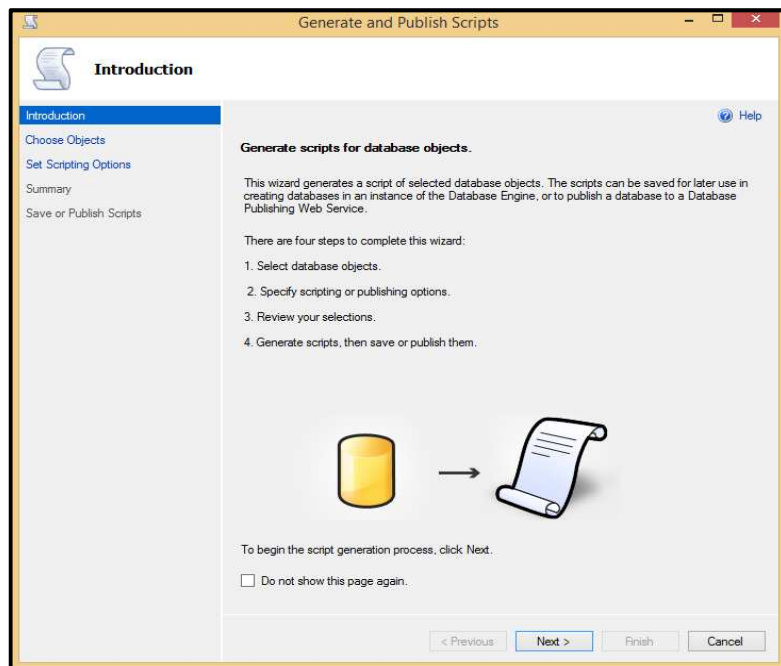 Generate and Publish Scripts
Introduction
Introduction
Choose Objects
Set Scripting Options
Summary
Save or Publish Scripts
Help
Generate scripts for database objects.
This wizard generates a script of selected database objects. The scripts can be saved for later use in
creating databases in an instance of the Database Engine, or to publish a database to a Database
Publishing Web Service.
There are four steps to complete this wizard:
1. Select database objects.
2. Specify scripting or publishing options.
3. Review your selections.
4. Generate scripts, then save or publish them.
To begin the script generation process, click Next.
Do not show this page again.
< Previous
Next >
Finish
Cancel